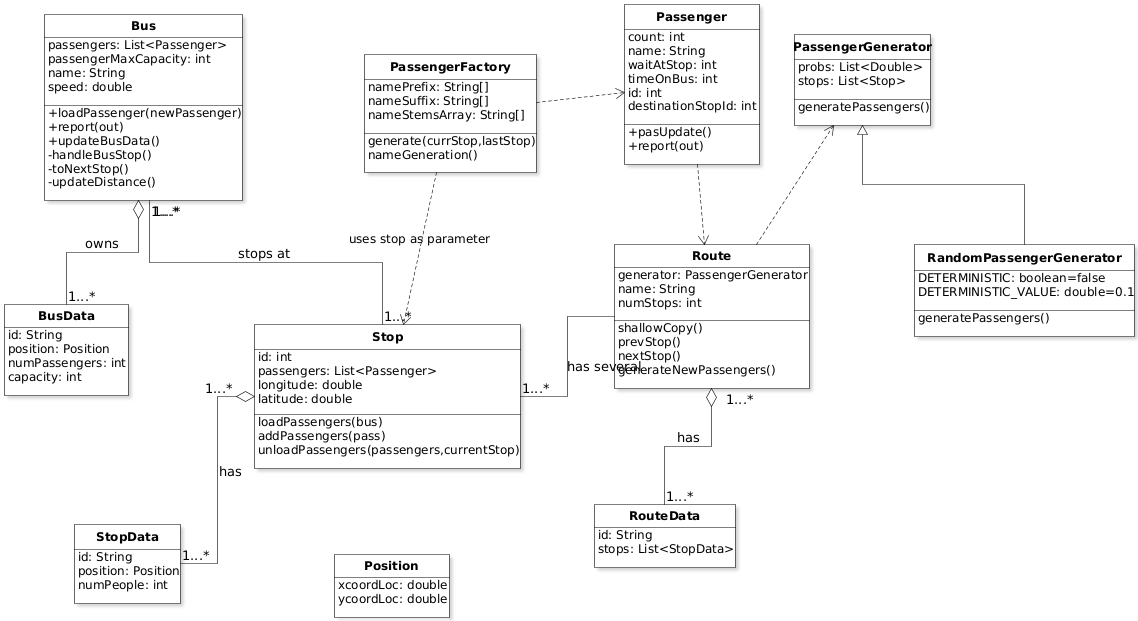 Bus
passengers: List<Passenger>
passengerMaxCapacity: int
name: String
speed: double
+loadPassenger(newPassenger)
+report(out)
+updateBusData()
-handleBusStop()
-toNextStop()
-updateDistance()
PassengerFactory
namePrefix: String[]
nameSuffix: String[]
nameStemsArray: String[]
generate(currStop,lastStop)
nameGeneration()
Passenger
count: int
name: String
waitAtStop: int
timeOnBus: int
id: int
destinationStopId: int
+pasUpdate()
+report(out)
PassengerGenerator
probs: List<Double>
stops: List<Stop>
generatePassengers()
1...*
owns
stops at
uses stop as parameter
1...*
1...*
BusData
id: String
position: Position
numPassengers: int
capacity: int
Stop
id: int
passengers: List<Passenger>
longitude: double
latitude: double
loadPassengers(bus)
addPassengers(pass)
unloadPassengers(passengers,currentStop)
Route
generator: PassengerGenerator
name: String
numStops: int
shallowCopy()
prevStop()
nextStop()
generateNewPassengers()
RandomPassengerGenerator
DETERMINISTIC: boolean=false
DETERMINISTIC_VALUE: double=0.1
generatePassengers()
has several
1...*
1...*
1...*
has
has
1...*
1...*
StopData
id: String
position: Position
numPeople: int
Position
xcoordLoc: double
ycoordLoc: double
RouteData
id: String
stops: List<StopData>